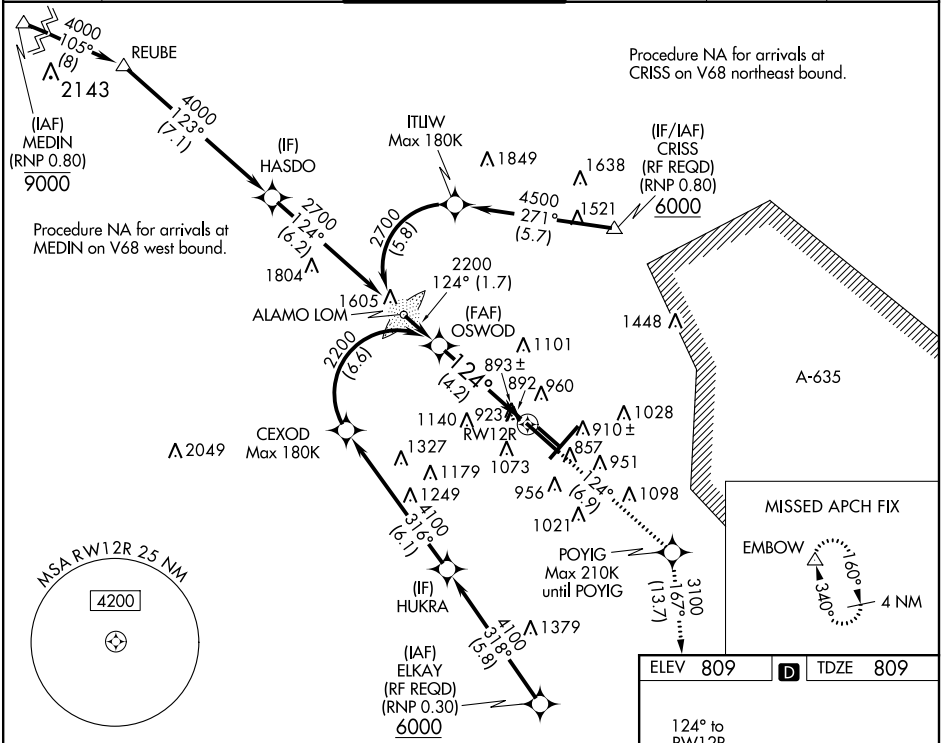 4000
105°
(8)
REUBE
2143
(IAF)
MEDIN
(RNP 0.80)
9000
4000
123°
(7.1)
(IF)
HASDO
Procedure NA for arrivals at
MEDIN on V68 west bound.
2700
124°
(6.2)
1804
1605
ALAMO LOM
ITLIW
Max 180K
1849
1638
1521
4500
271°
(5.7)
2700
(5.8)
Procedure NA for arrivals at
CRISS on V68 northeast bound.
(IF/IAF)
CRISS
(RF REQD)
(RNP 0.80)
6000
2200
124° (1.7)
(FAF)
OSWOD
1448
A-635
2200
(6.6)
124°
(4.2)
1101
893±
892
960
1140
923
RW12R
1028
910±
857
951
1073
956
1021
1098
124°
(6.9)
CEXOD
Max 180K
2049
1327
1179
1249
4100
316°
(6.1)
(IF)
HUKRA
4100
318°
(5.8)
1379
(IAF)
ELKAY
(RF REQD)
(RNP 0.30)
6000
POYIG
Max 210K
until POYIG
3100
167°
(13.7)
MISSED APCH FIX
EMBOW
160°
340°
4 NM
MSA RW12R 25 NM
4200
ELEV 809
D
TDZE 809
124° to
RW12R